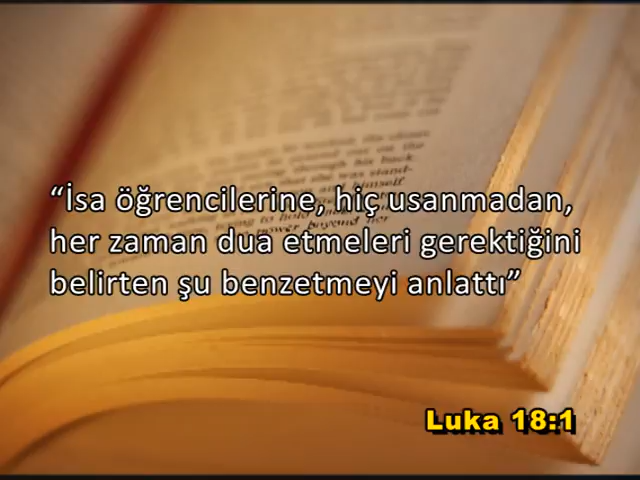 “İsa öğrencilerine, hiç usanmadan,
her zaman dua etmeleri gerektiğini
belirten şu benzetmeyi anlattı”
Luka 18:1